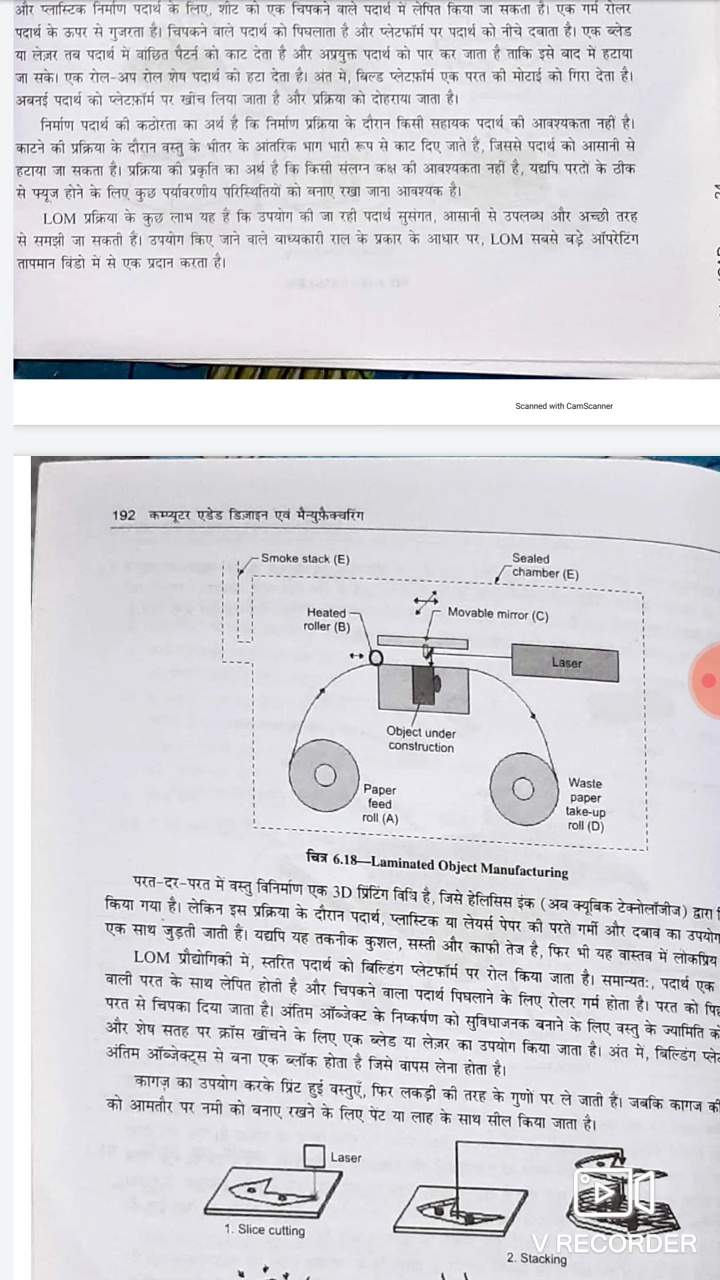 और प्लास्टिक निर्माण पदार्थ के लिए, शीट को एक चिपकने वाले पदार्थ में लेपित किया जा सकता है। एक गर्म रोलर
पदार्थ के ऊपर से गुजरता है। चिपकने वाले पदार्थ को पिघलाता है और प्लेटफॉर्म पर पदार्थ को नीचे दबाता है। एक ब्लेड
या लेज़र तब पदार्थ में वांछित पैटर्न को काट देता है और अप्रयुक्त पदार्थ को पार कर जाता है ताकि इसे बाद में हटाया
जा सके। एक रोल-अप रोल शेष पदार्थ को हटा देता है। अंत में, बिल्ड प्लेटफ़ॉर्म एक परत की मोटाई को गिरा देता है।
अबनई पदार्थ को प्लेटफ़ॉर्म पर खींच लिया जाता है और प्रक्रिया को दोहराया जाता है।
निर्माण पदार्थ की कठोरता का अर्थ है कि निर्माण प्रक्रिया के दौरान किसी सहायक पदार्थ की आवश्यकता नहीं है।
काटने की प्रक्रिया के दौरान वस्तु के भीतर के आंतरिक भाग भारी रूप से काट दिए जाते है, जिससे पदार्थ को आसानी से
हटाया जा सकता है। प्रक्रिया की प्रकृति का अर्थ है कि किसी संलग्न कक्ष की आवश्यकता नहीं है, यद्यपि परतों के ठीक
से फ्यूज होने के लिए कुछ पर्यावरणीय परिस्थितियों को बनाए रखा जाना आवश्यक है।
LOM प्रक्रिया के कुछ लाभ यह हैं कि उपयोग की जा रही पदार्थ सुसंगत, आसानी से उपलब्ध और अच्छी तरह
से समझी जा सकती हैं। उपयोग किए जाने वाले बाध्यकारी राल के प्रकार के आधार पर, LOM सबसे बड़े ऑपरेटिंग
तापमान विंडो में से एक प्रदान करता है।
Scanned with CamScanner
192 कम्प्यूटर एडेड डिज़ाइन एवं मैन्युफ़ैक्चरिंग
Smoke stack (E)
Sealed
chamber (E)
Heated
roller (B)
Movable mirror (C)
Laser
Object under
construction
Paper
feed
roll (A)
Waste
paper
take-up
roll (D)
चित्र 6.18—Laminated Object Manufacturing
परत-दर-परत में वस्तु विनिर्माण एक 3D प्रिंटिंग विधि है, जिसे हेलिसिस इंक (अब क्यूबिक टेक्नोलॉजीज) द्वारा
किया गया है। लेकिन इस प्रक्रिया के दौरान पदार्थ, प्लास्टिक या लेयर्स पेपर की परतें गर्मी और दबाव का उपयोग
एक साथ जुड़ती जाती है। यद्यपि यह तकनीक कुशल, सस्ती और काफी तेज है, फिर भी यह वास्तव में लोकप्रिय
LOM प्रौद्योगिकी में, स्तरित पदार्थ को बिल्डिंग प्लेटफॉर्म पर रोल किया जाता है। समान्यत:, पदार्थ एक
वाली परत के साथ लेपित होती है और चिपकने वाला पदार्थ पिघलाने के लिए रोलर गर्म होता है। परत को
परत से चिपका दिया जाता है। अंतिम ऑब्जेक्ट के निष्कर्षण को सुविधाजनक बनाने के लिए वस्तु के ज्यामिति
और शेष सतह पर क्रॉस खींचने के लिए एक ब्लेड या लेजर का उपयोग किया जाता है। अंत में, बिल्डिंग
अंतिम ऑब्जेक्ट्स से बना एक ब्लॉक होता है जिसे वापस लेना होता है।
कागज़ का उपयोग करके प्रिंट हुई वस्तुएँ, फिर लकड़ी की तरह के गुणों पर ले जाती हैं। जबकि कागज की
को आमतौर पर नमी को बनाए रखने के लिए पेंट या लाह के साथ सील किया जाता है।
Laser
1. Slice cutting
2. Stacking
V RECORDER